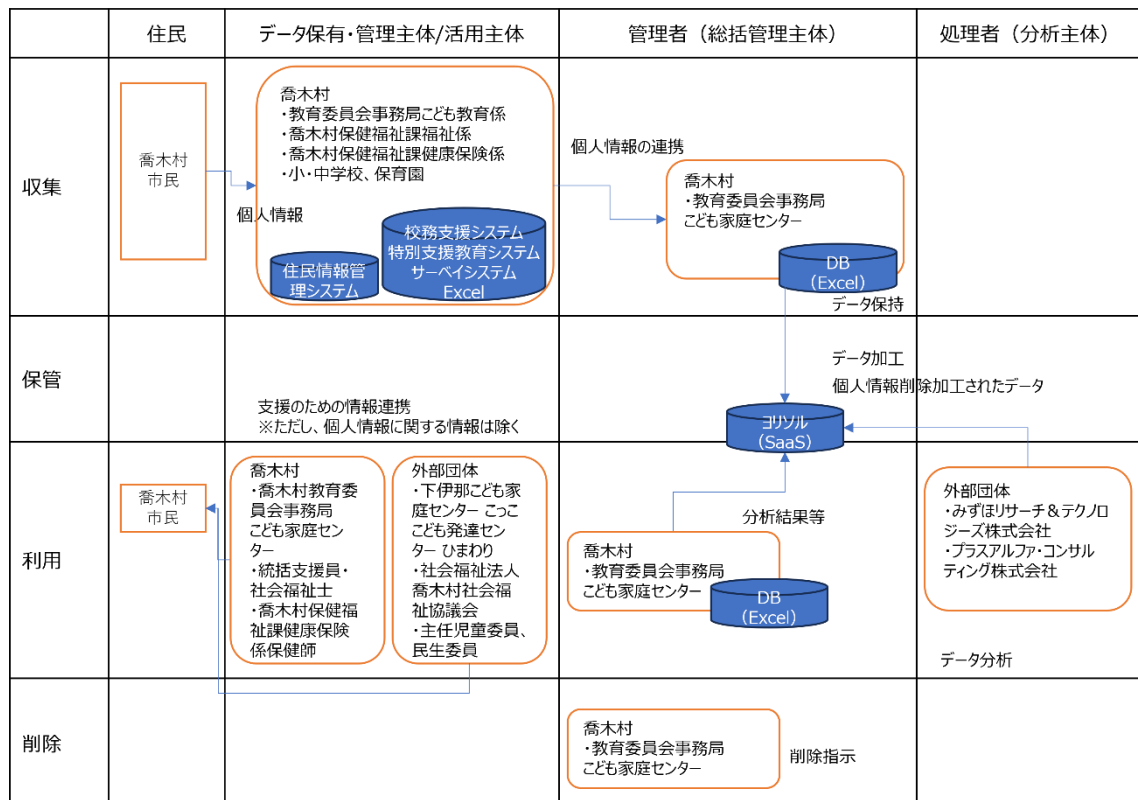 住民
データ保有・管理主体/活用主体
管理者（総括管理主体）
処理者（分析主体）
収集
喬木村
市民
個人情報
喬木村
・教育委員会事務局こども教育係
・喬木村保健福祉課福祉係
・喬木村保健福祉課健康保険係
・小・中学校、保育園
住民情報管
理システム
校務支援システム
特別支援教育システム
サーベイシステム
Excel
個人情報の連携
喬木村
・教育委員会事務局
こども家庭センター
DB
（Excel）
データ保持
保管
支援のための情報連携
※ただし、個人情報に関する情報は除く
データ加工
個人情報削除加工されたデータ
ヨリソル
（SaaS）
利用
喬木村
市民
喬木村
・喬木村教育委
員会事務局
こども家庭セン
ター
・統括支援員・
社会福祉士
・喬木村保健福
祉課健康保険
係保健師
外部団体
・下伊那こども家
庭センター こっこ
こども発達セン
ター ひまわり
・社会福祉法人
喬木村社会福
祉協議会
・主任児童委員、
民生委員
分析結果等
喬木村
・教育委員会事務局
こども家庭センター
DB
（Excel）
外部団体
・みずほリサーチ＆テクノロ
ジーズ株式会社
・プラスアルファ・コンサル
ティング株式会社
データ分析
削除
喬木村
・教育委員会事務局
こども家庭センター
削除指示